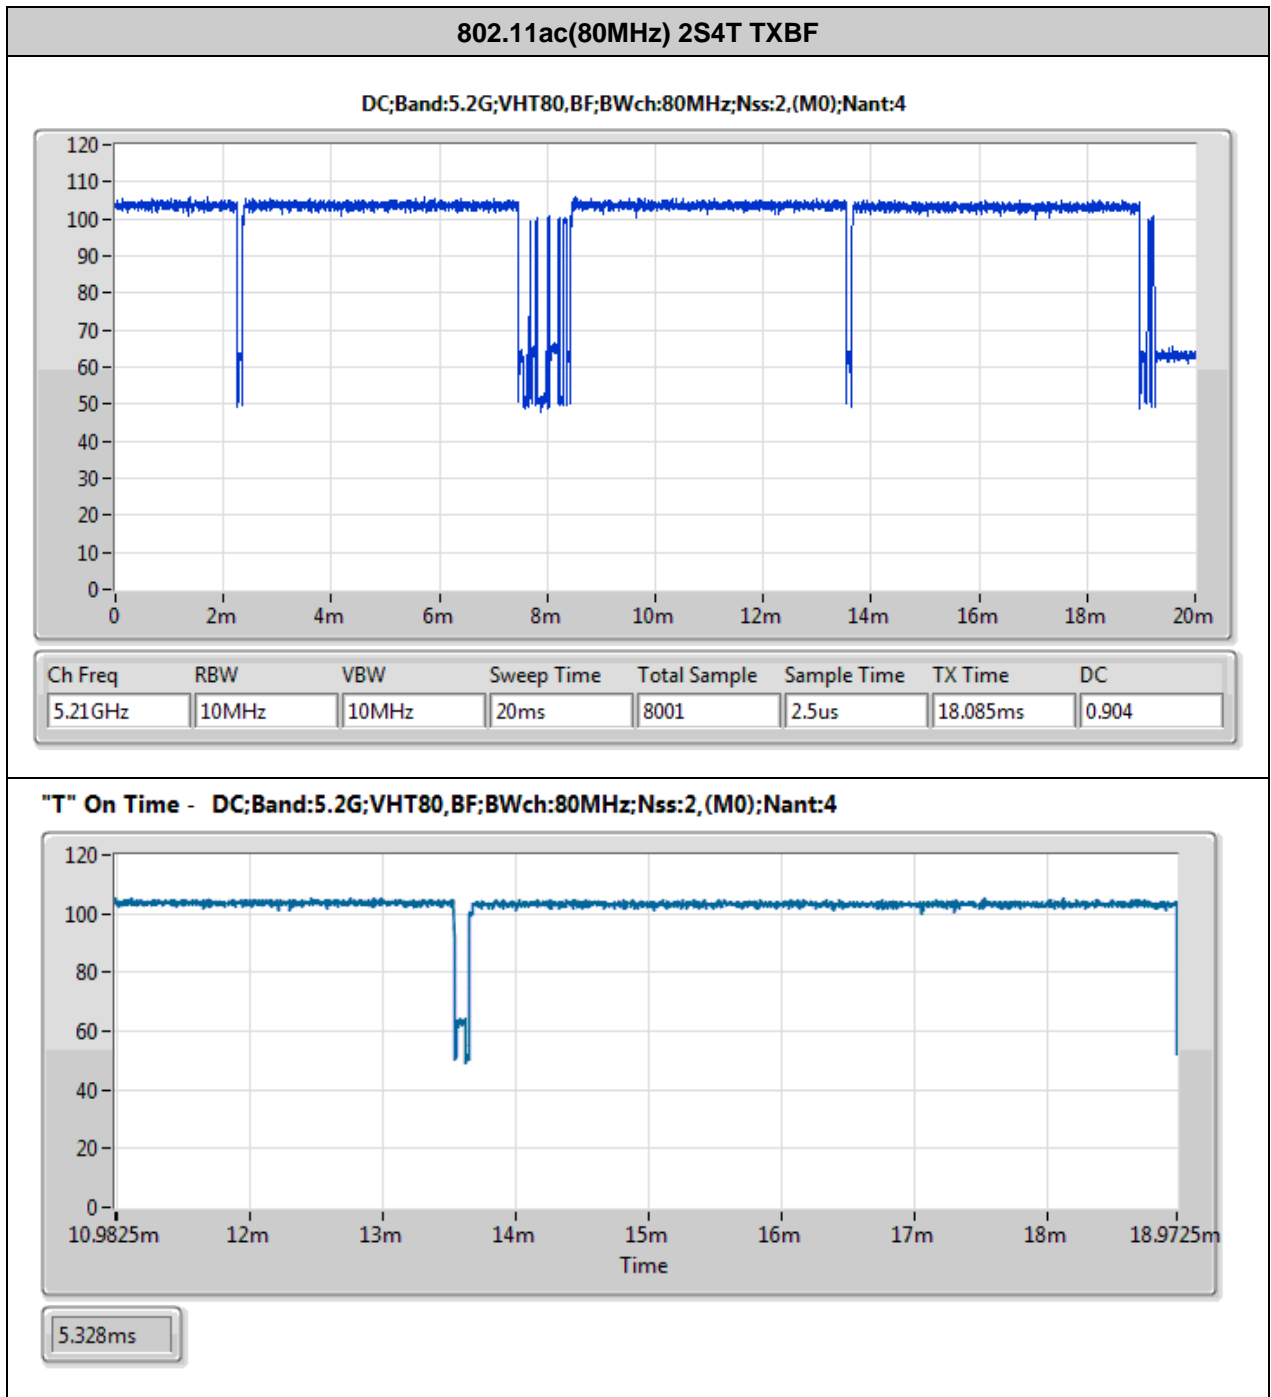 802.11ac(80MHz) 2S4T TXBF
DC;Band:5.2G;VHT80,BF;BWch:80MHz;Nss:2,(M0);Nant:4
120
110
100
90
80
70
60
50
40
30
20
10
0
0 2m 4m 6m 8m 10m 12m 14m 16m 18m 20m
Ch Freq RBW VBW Sweep Time Total Sample Sample Time TX Time DC
5.21GHz 10MHz 10MHz 20ms 8001 2.5us 18.085ms 0.904
"T" On Time - DC;Band:5.2G;VHT80,BF;BWch:80MHz;Nss:2,(M0);Nant:4
120
100
80
60
40
20
0
10.9825m 12m 13m 14m 15m 16m 17m 18m 18.9725m
Time
5.328ms